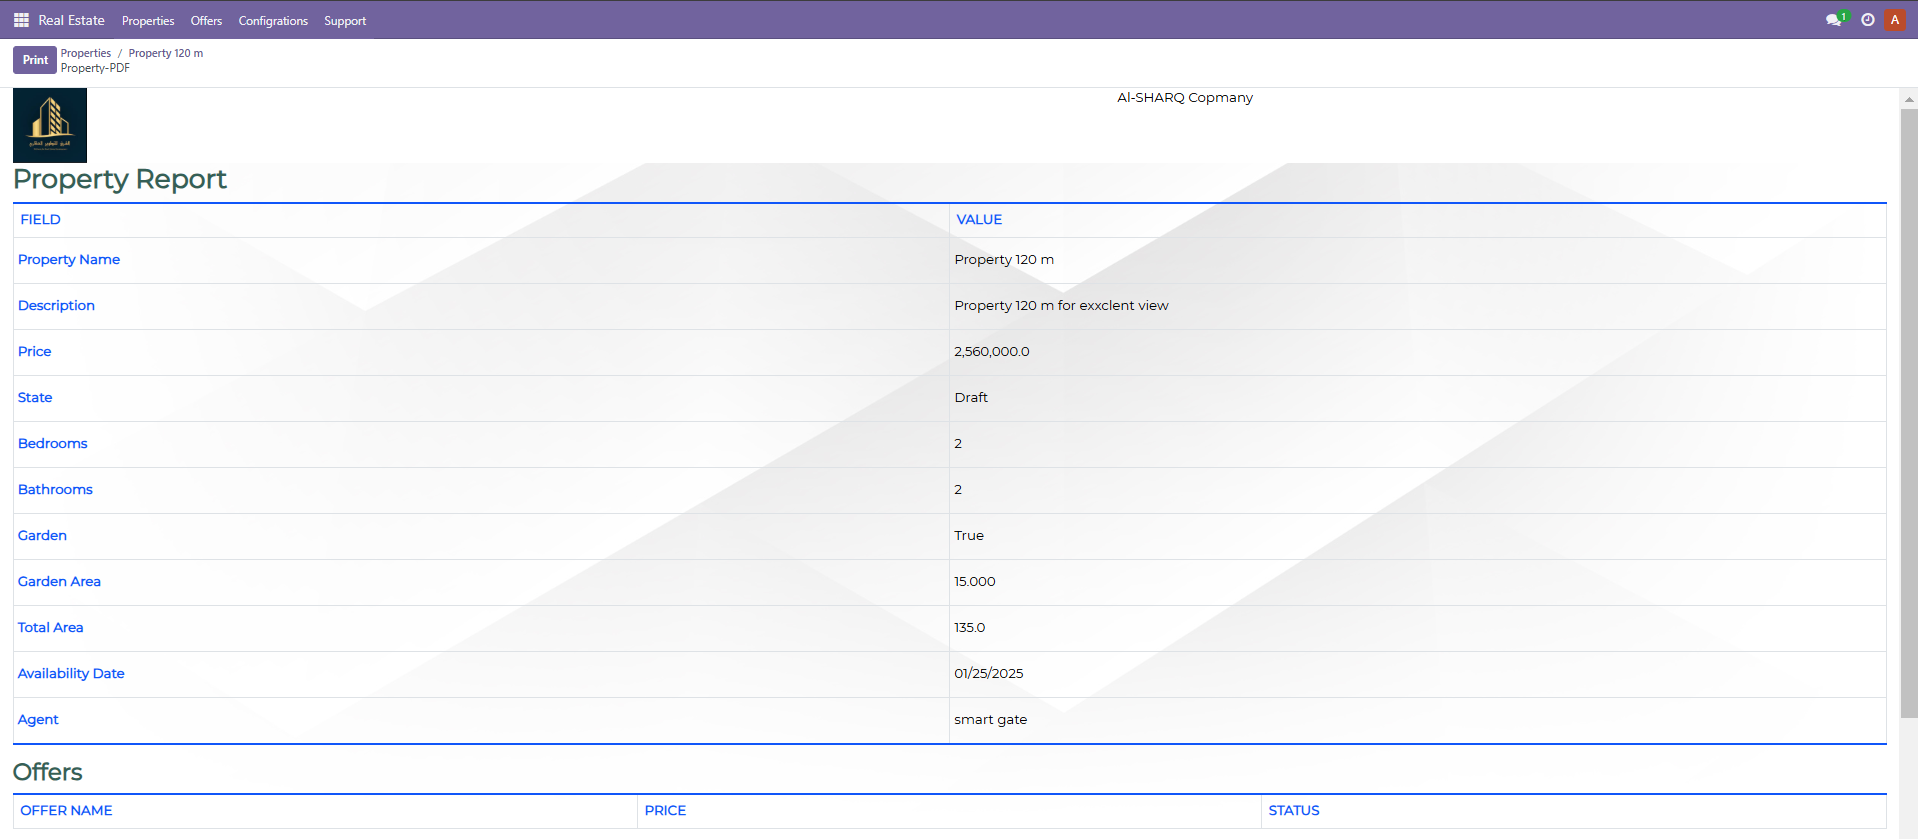 Real Estate Properties Offers Configrations Support 1 A
Print Properties / Property 120 m
Property-PDF
Al-SHARQ Copmany
الشرق للتطوير العقاري
Property Report
FIELD VALUE
Property Name Property 120 m
Description Property 120 m for exxclent view
Price 2,560,000.0
State Draft
Bedrooms 2
Bathrooms 2
Garden True
Garden Area 15.000
Total Area 135.0
Availability Date 01/25/2025
Agent smart gate
Offers
OFFER NAME PRICE STATUS